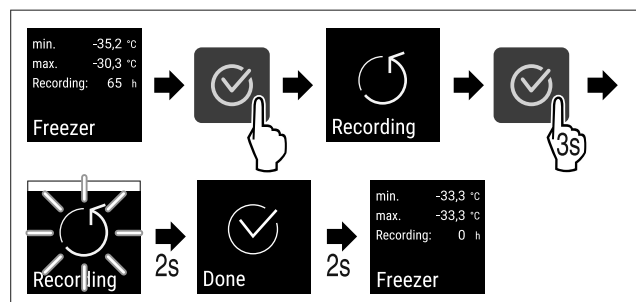 min. -35,2 °C
max. -30,3 °C
Recording: 65 h
Freezer
Recording
3s
Recording
2s
Done
2s
min. -33,3 °C
max. -33,3 °C
Recording: 0 h
Freezer